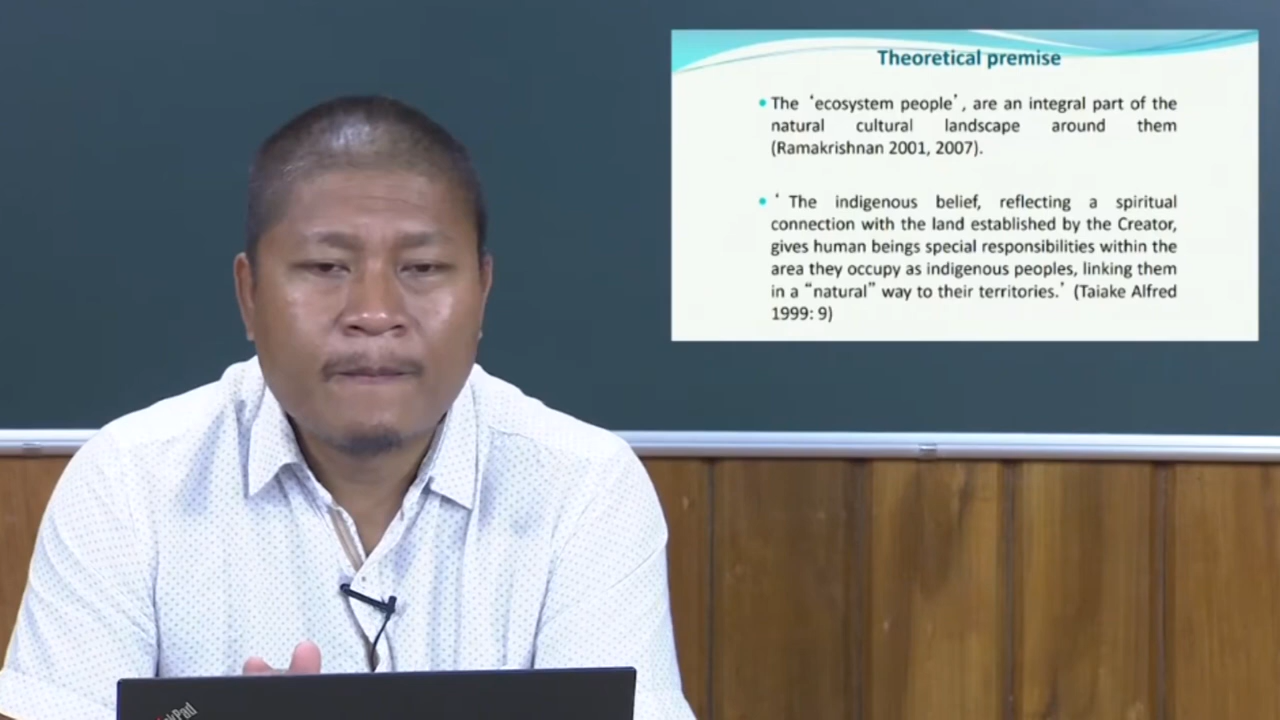 Theoretical premise
• The ‘ecosystem people’, are an integral part of the
natural cultural landscape around them
(Ramakrishnan 2001, 2007).
• ‘ The indigenous belief, reflecting a spiritual
connection with the land established by the Creator,
gives human beings special responsibilities within the
area they occupy as indigenous peoples, linking them
in a “natural” way to their territories.’ (Taiake Alfred
1999: 9)
nkPad